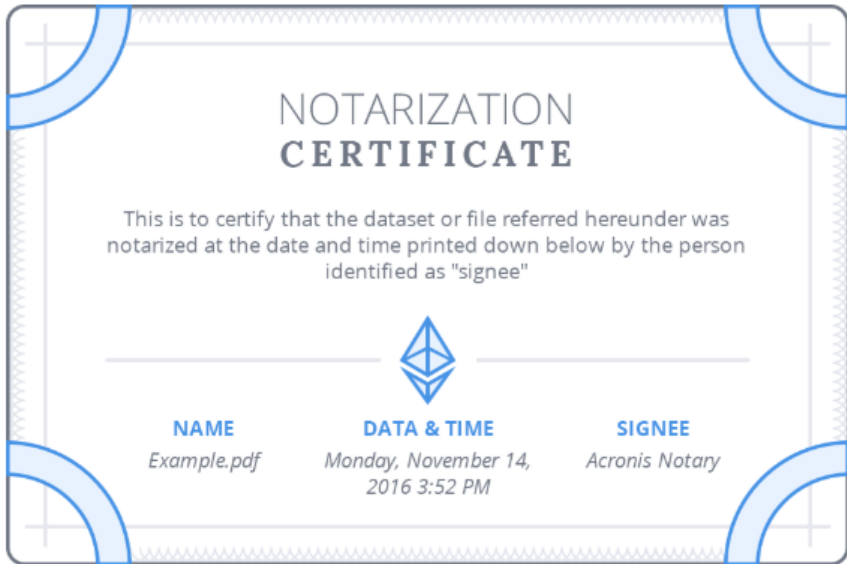 NOTARIZATION
CERTIFICATE
This is to certify that the dataset or file referred hereunder was
notarized at the date and time printed down below by the person
identified as "signee"
NAME
Example.pdf
DATA & TIME
Monday, November 14,
2016 3:52 PM
SIGNEE
Acronis Notary